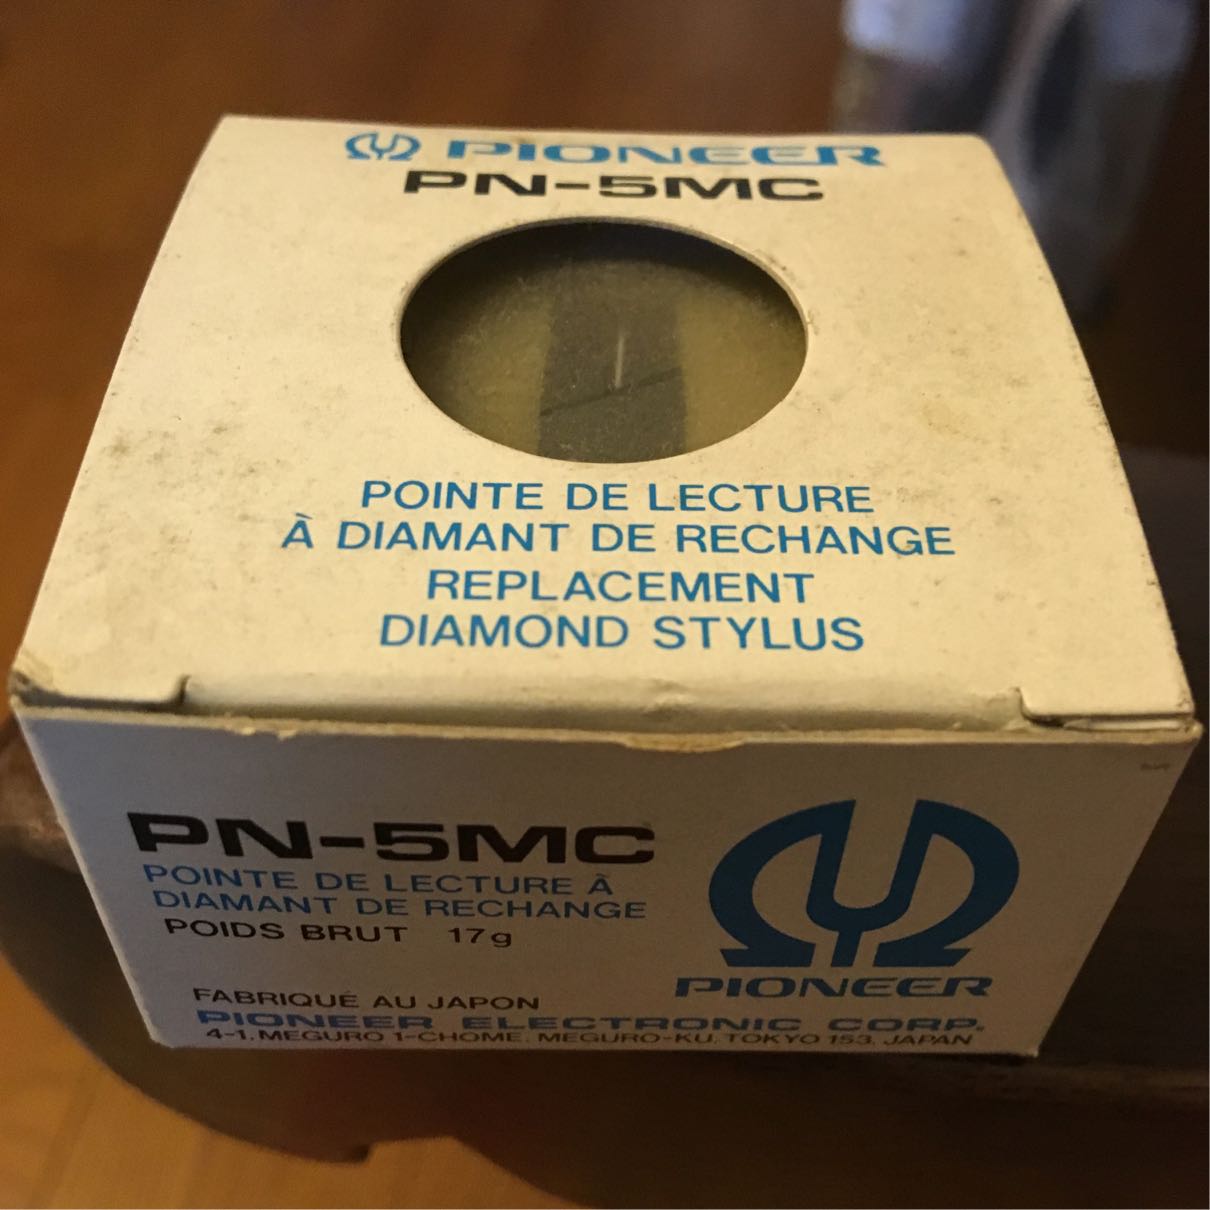 PIONEER
PN-5MC
POINTE DE LECTURE
À DIAMANT DE RECHANGE
REPLACEMENT
DIAMOND STYLUS
PN-5MC
POINTE DE LECTURE À
DIAMANT DE RECHANGE
POIDS BRUT 17g
PIONEER
FABRIQUÉ AU JAPON
PIONEER ELECTRONIC CORP.
4-1, MEGURO 1-CHOME, MEGURO-KU, TOKYO 153, JAPAN